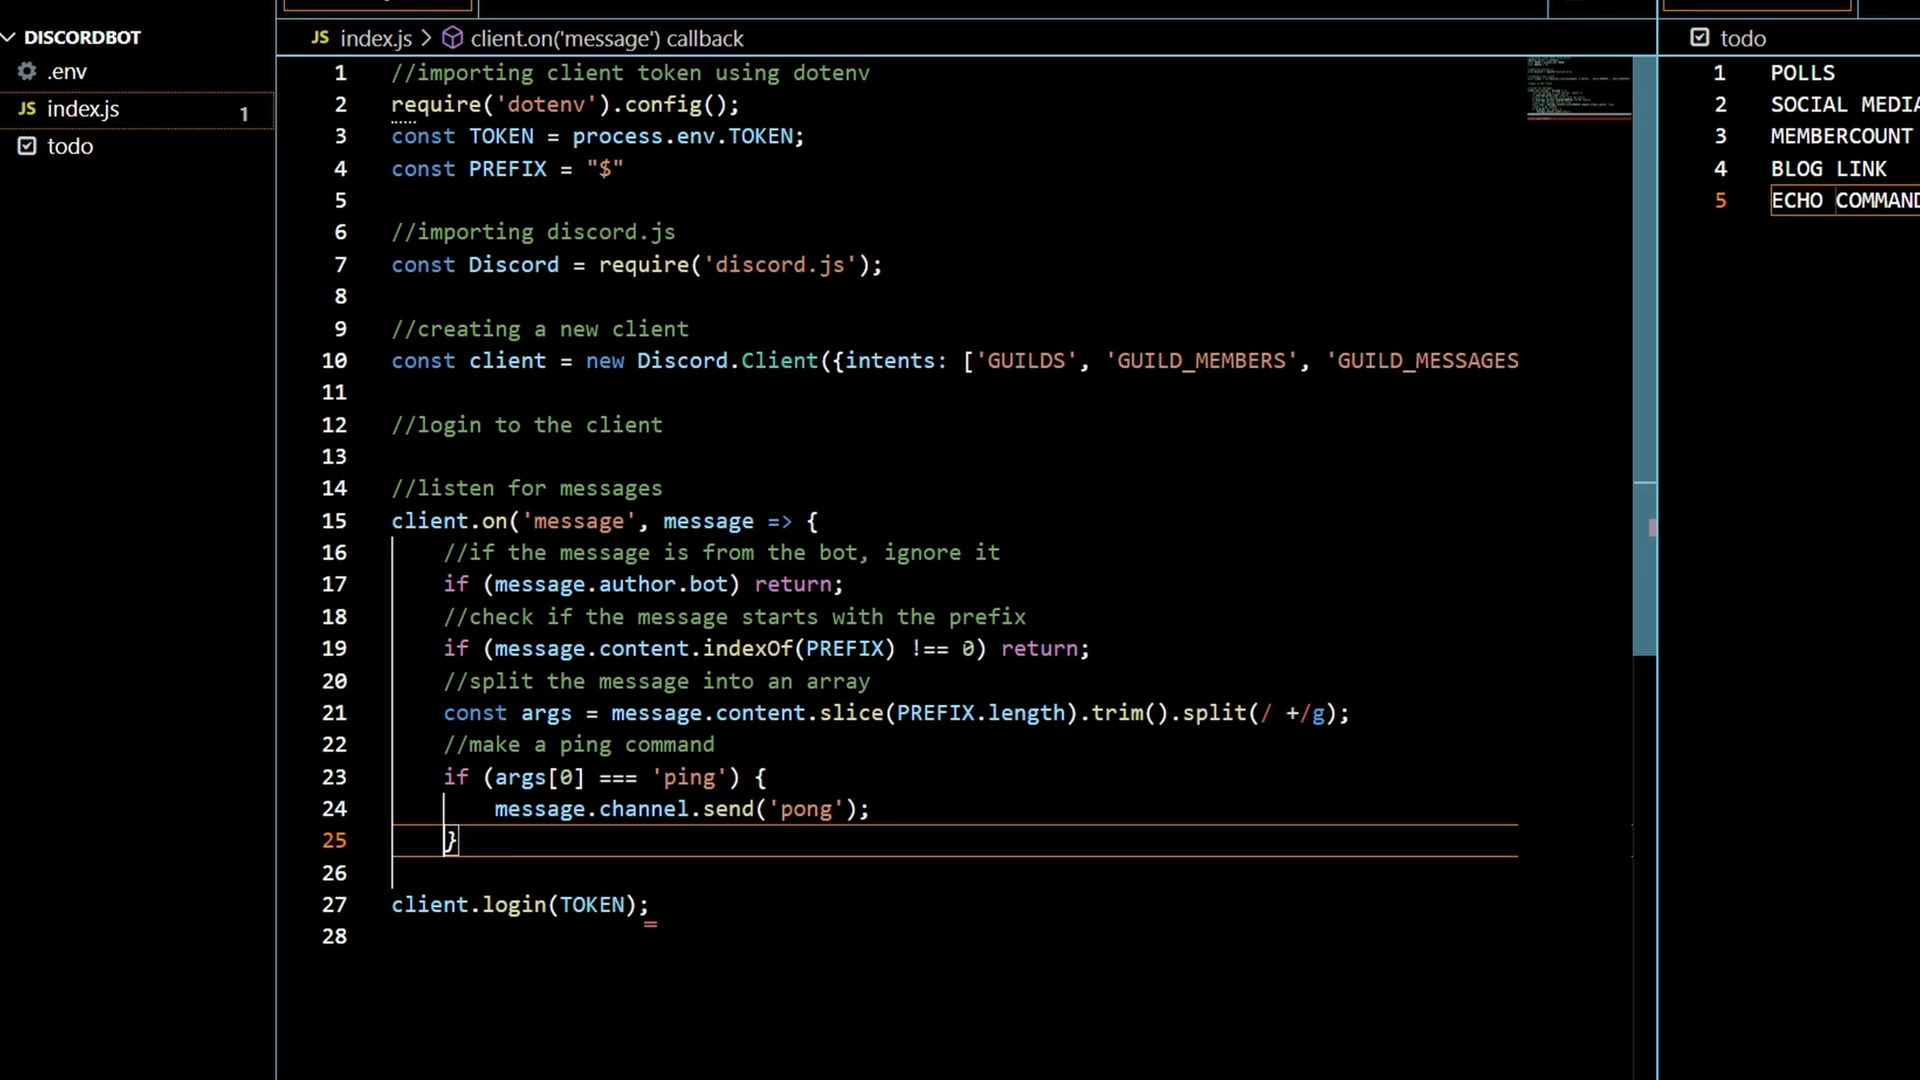 DISCORDBOT
.env
JS index.js 1
todo
JS index.js > client.on('message') callback
1 //importing client token using dotenv
2 require('dotenv').config();
3 const TOKEN = process.env.TOKEN;
4 const PREFIX = "$"
5
6 //importing discord.js
7 const Discord = require('discord.js');
8
9 //creating a new client
10 const client = new Discord.Client({intents: ['GUILDS', 'GUILD_MEMBERS', 'GUILD_MESSAGES
11
12 //login to the client
13
14 //listen for messages
15 client.on('message', message => {
16 //if the message is from the bot, ignore it
17 if (message.author.bot) return;
18 //check if the message starts with the prefix
19 if (message.content.indexOf(PREFIX) !== 0) return;
20 //split the message into an array
21 const args = message.content.slice(PREFIX.length).trim().split(/ +/g);
22 //make a ping command
23 if (args[0] === 'ping') {
24 message.channel.send('pong');
25 }
26
27 client.login(TOKEN);
28
todo
1 POLLS
2 SOCIAL MEDIA
3 MEMBERCOUNT
4 BLOG LINK
5 ECHO COMMAND